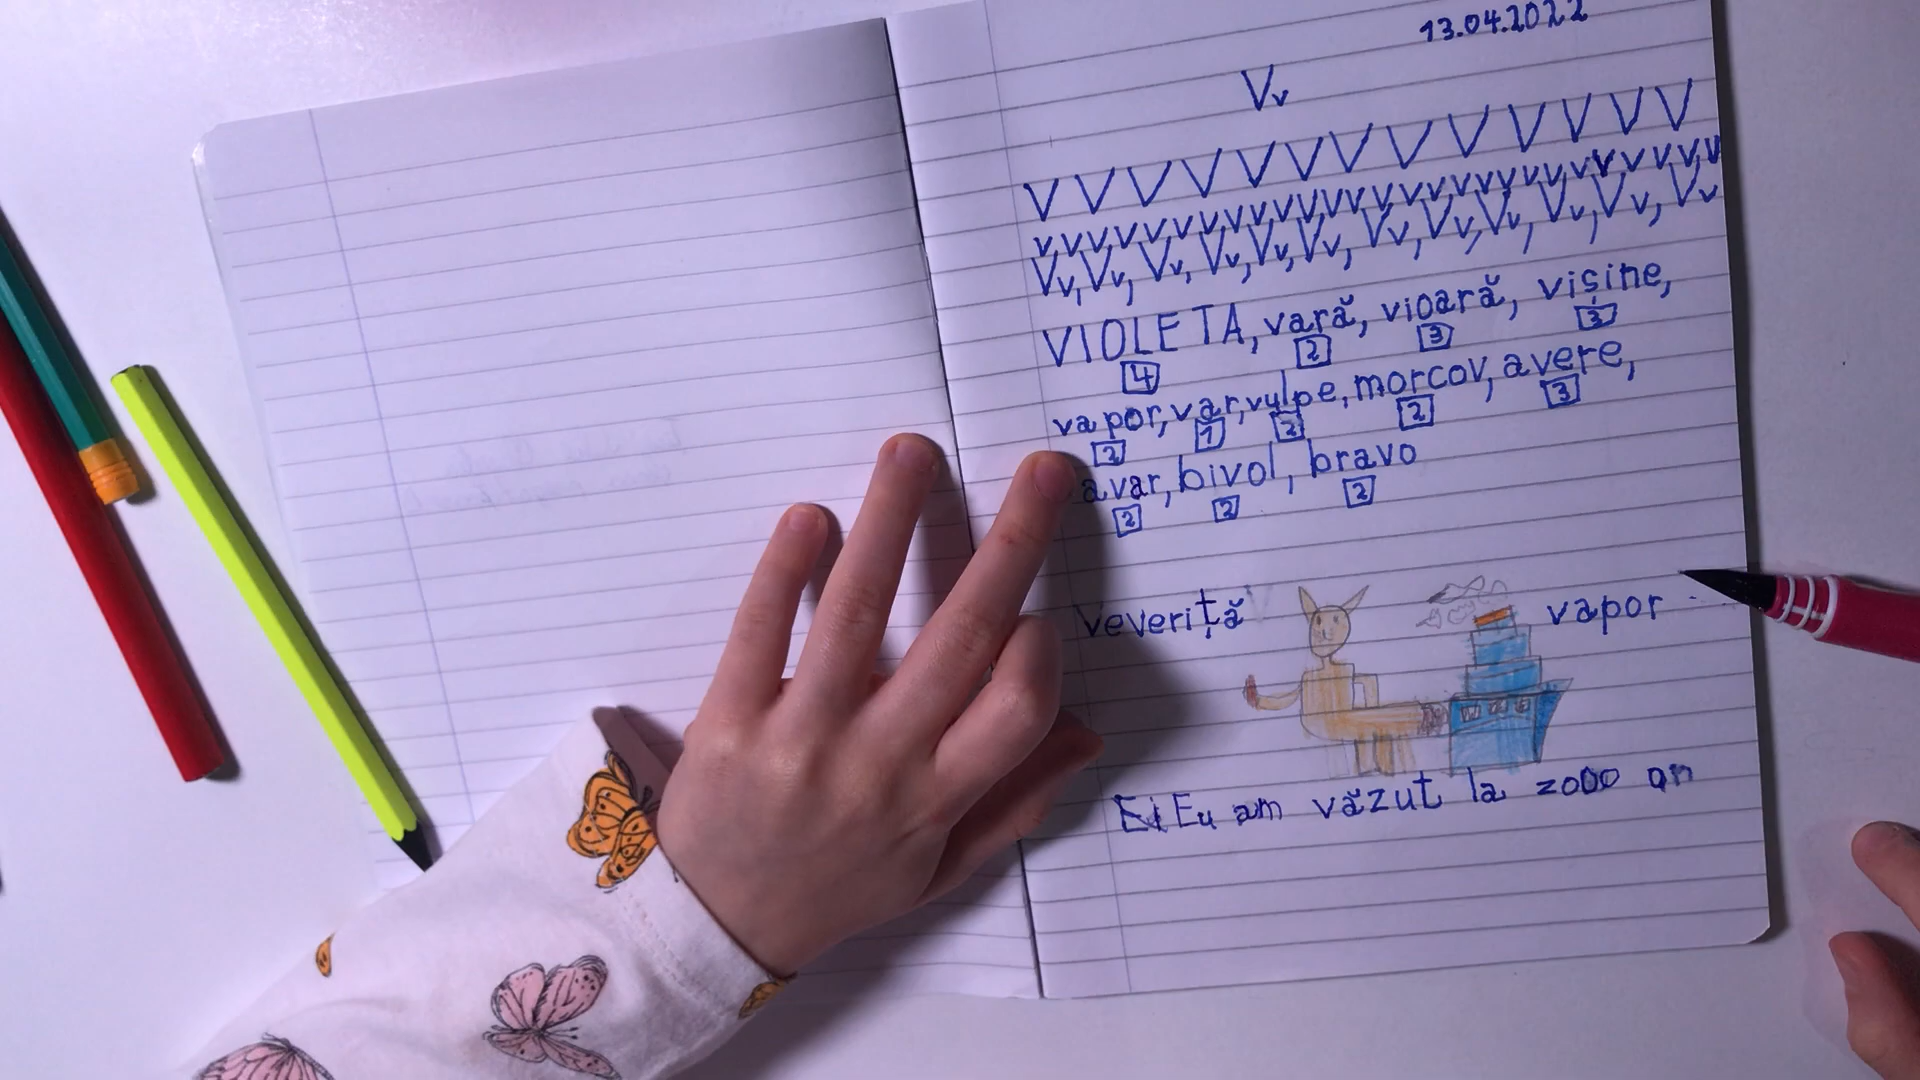 13.04.2022
Vv
V V V V V V V V V V V V V
v v v v v v v v v v v v v v v v v v v v v v v v v v v v
Vv, Vv, Vv, Vv, Vv, Vv, Vv, Vv, Vv, Vv, Vv, Vv
VIOLETA, vară, vioară, vișine,
4 2 3 3
vapor, var, vulpe, morcov, avere,
2 1 2 2 3
avar, bivol, bravo
2 2 2
veveriță vapor
Eu am văzut la zooo an